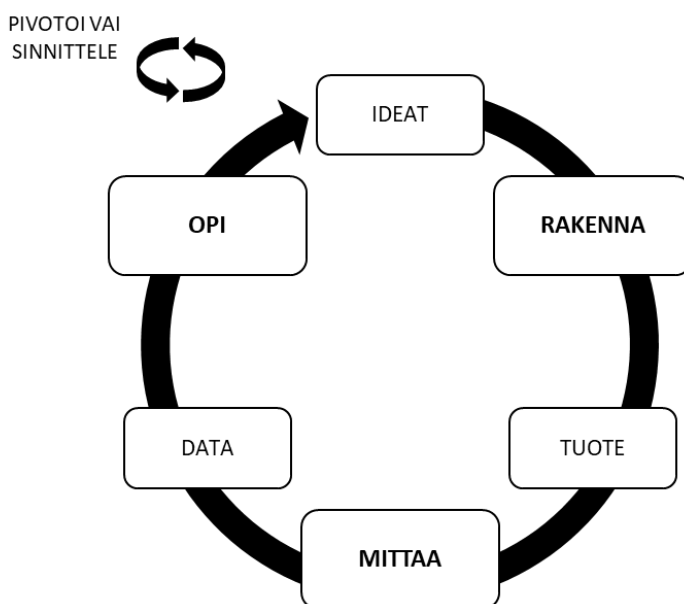 PIVOTOI VAI
SINNITTELE
IDEAT
OPI
RAKENNA
DATA
TUOTE
MITTAA